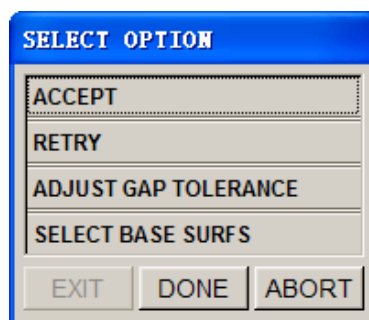 SELECT OPTION
ACCEPT
RETRY
ADJUST GAP TOLERANCE
SELECT BASE SURFS
EXIT DONE ABORT